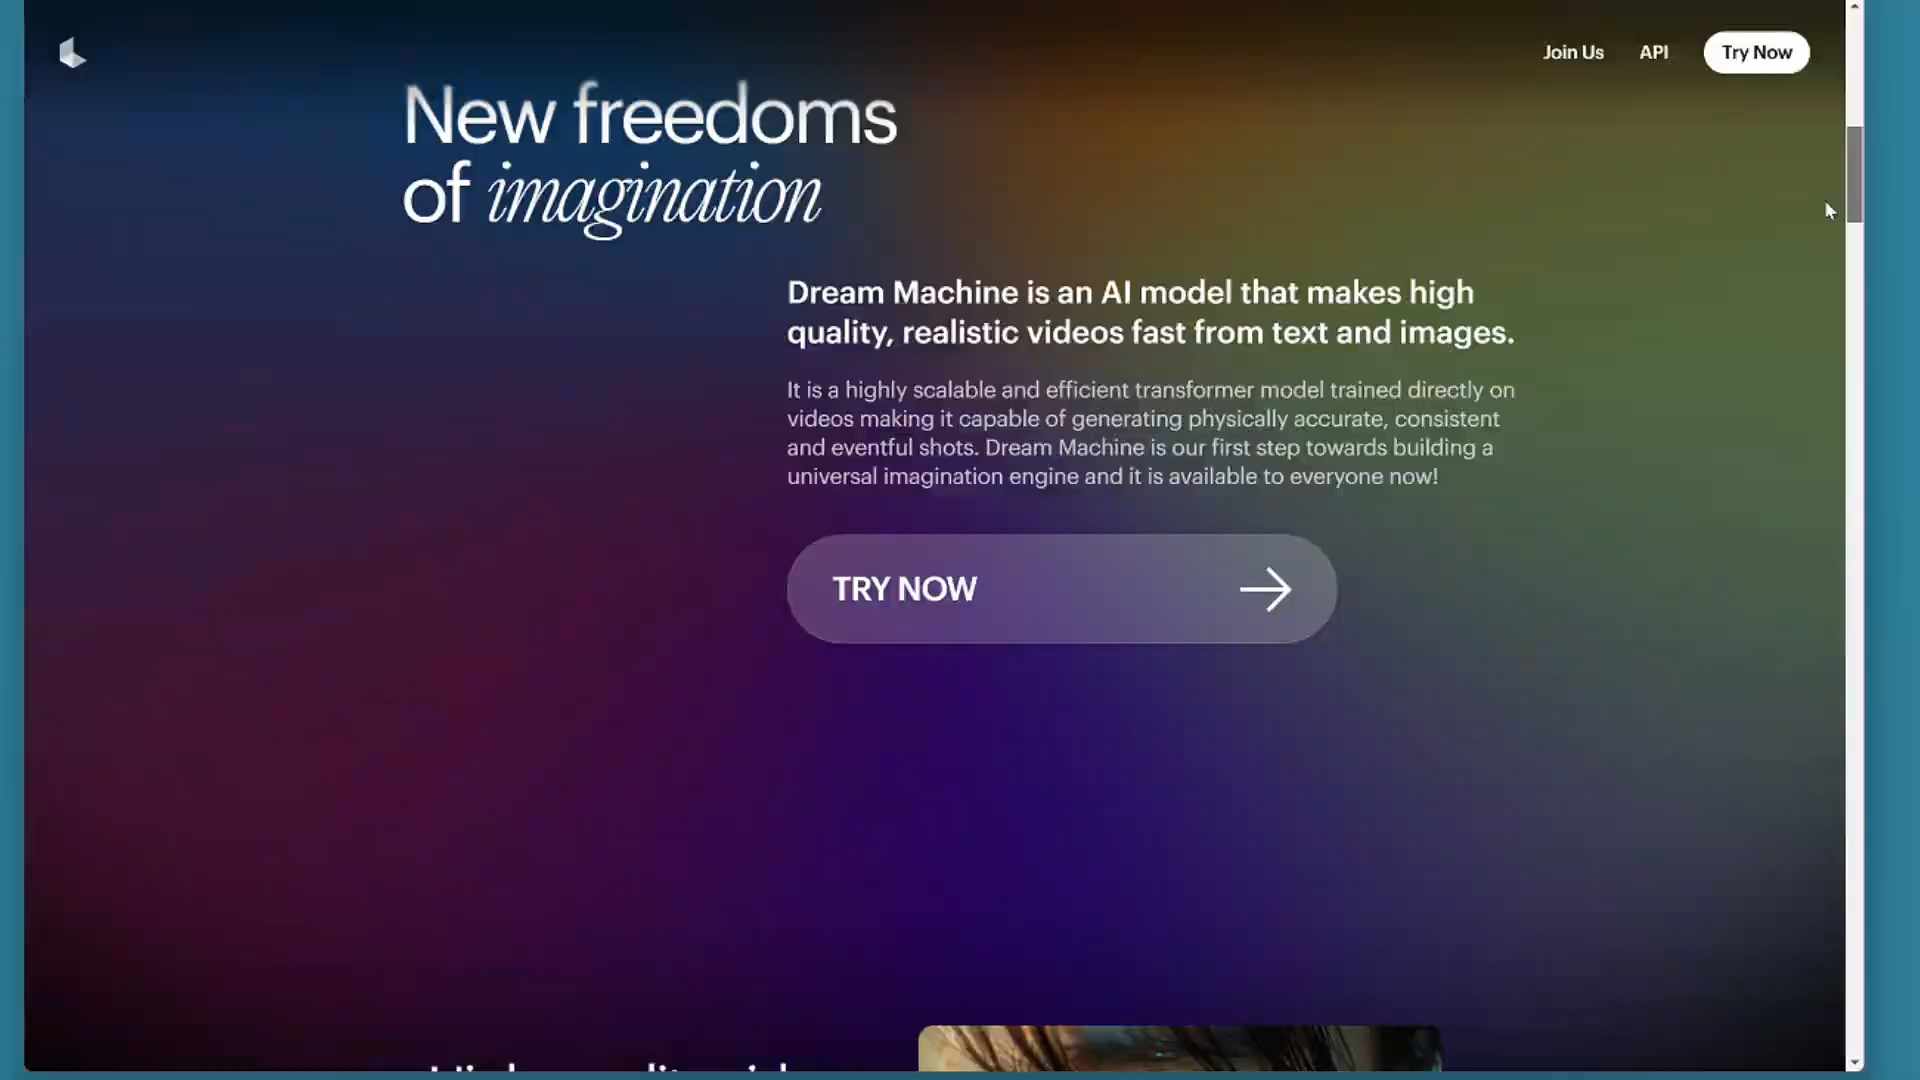 Join Us API Try Now
New freedoms
of imagination
Dream Machine is an AI model that makes high
quality, realistic videos fast from text and images.
It is a highly scalable and efficient transformer model trained directly on
videos making it capable of generating physically accurate, consistent
and eventful shots. Dream Machine is our first step towards building a
universal imagination engine and it is available to everyone now!
TRY NOW